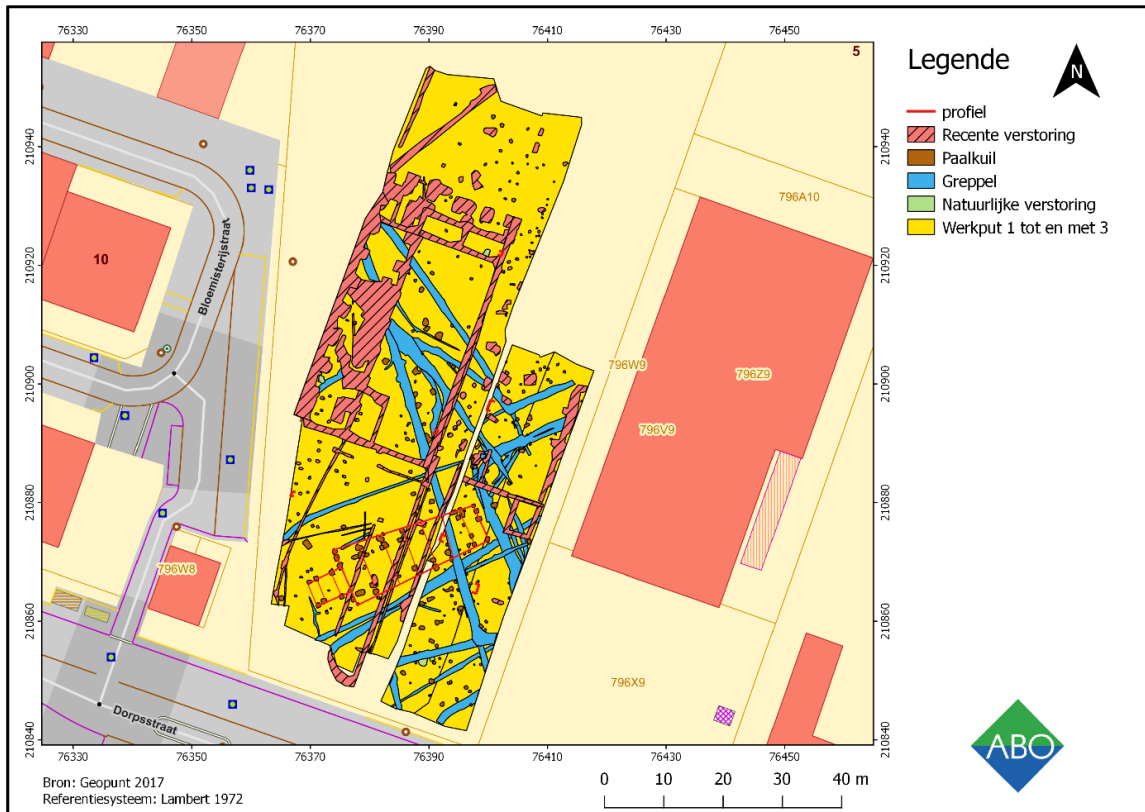 76330 76350 76370 76390 76410 76430 76450
5
Legende
N
profiel
Recente verstoring
Paalkuil
Greppel
Natuurlijke verstoring
Werkput 1 tot en met 3
210940
210920
210900
210880
210860
210840
210940
210920
210900
210880
210860
210840
796A10
10
Bloemisterijstraat
796W9
796Z9
796V9
796W8
796X9
Dorpsstraat
76330 76350 76370 76390 76410 76430 76450
Bron: Geopunt 2017
Referentiesysteem: Lambert 1972
0 10 20 30 40 m
ABO